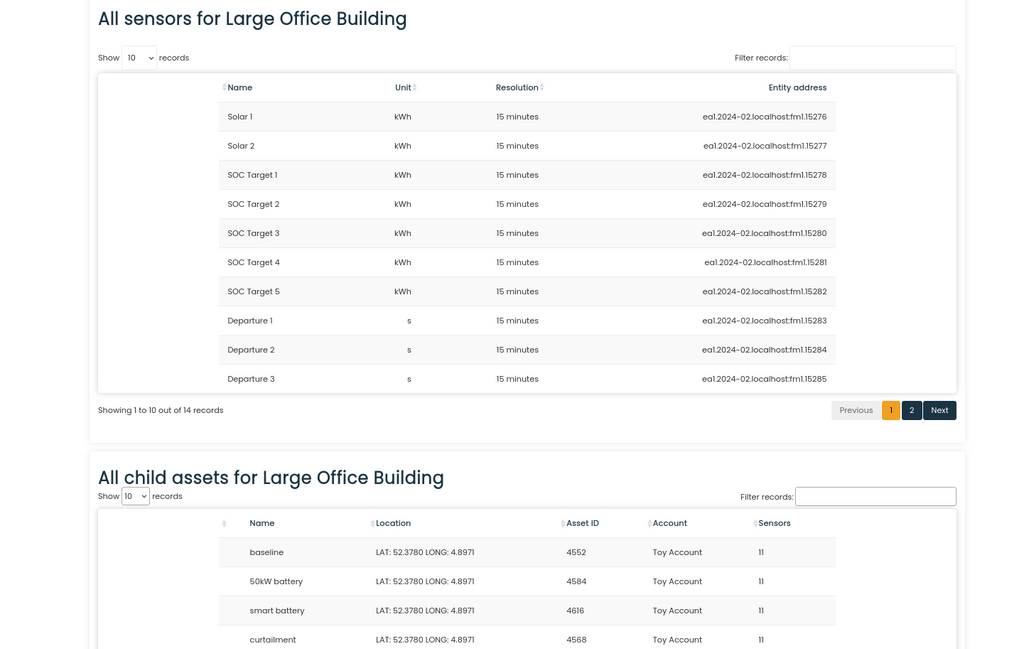 All sensors for Large Office Building
Show 10 records Filter records:
Name Unit Resolution Entity address
Solar 1 kWh 15 minutes ea1.2024-02.localhost:fm1.15276
Solar 2 kWh 15 minutes ea1.2024-02.localhost:fm1.15277
SOC Target 1 kWh 15 minutes ea1.2024-02.localhost:fm1.15278
SOC Target 2 kWh 15 minutes ea1.2024-02.localhost:fm1.15279
SOC Target 3 kWh 15 minutes ea1.2024-02.localhost:fm1.15280
SOC Target 4 kWh 15 minutes ea1.2024-02.localhost:fm1.15281
SOC Target 5 kWh 15 minutes ea1.2024-02.localhost:fm1.15282
Departure 1 s 15 minutes ea1.2024-02.localhost:fm1.15283
Departure 2 s 15 minutes ea1.2024-02.localhost:fm1.15284
Departure 3 s 15 minutes ea1.2024-02.localhost:fm1.15285
Showing 1 to 10 out of 14 records Previous 1 2 Next
All child assets for Large Office Building
Show 10 records Filter records:
Name Location Asset ID Account Sensors
baseline LAT: 52.3780 LONG: 4.8971 4552 Toy Account 11
50kW battery LAT: 52.3780 LONG: 4.8971 4584 Toy Account 11
smart battery LAT: 52.3780 LONG: 4.8971 4616 Toy Account 11
curtailment LAT: 52.3780 LONG: 4.8971 4568 Toy Account 11